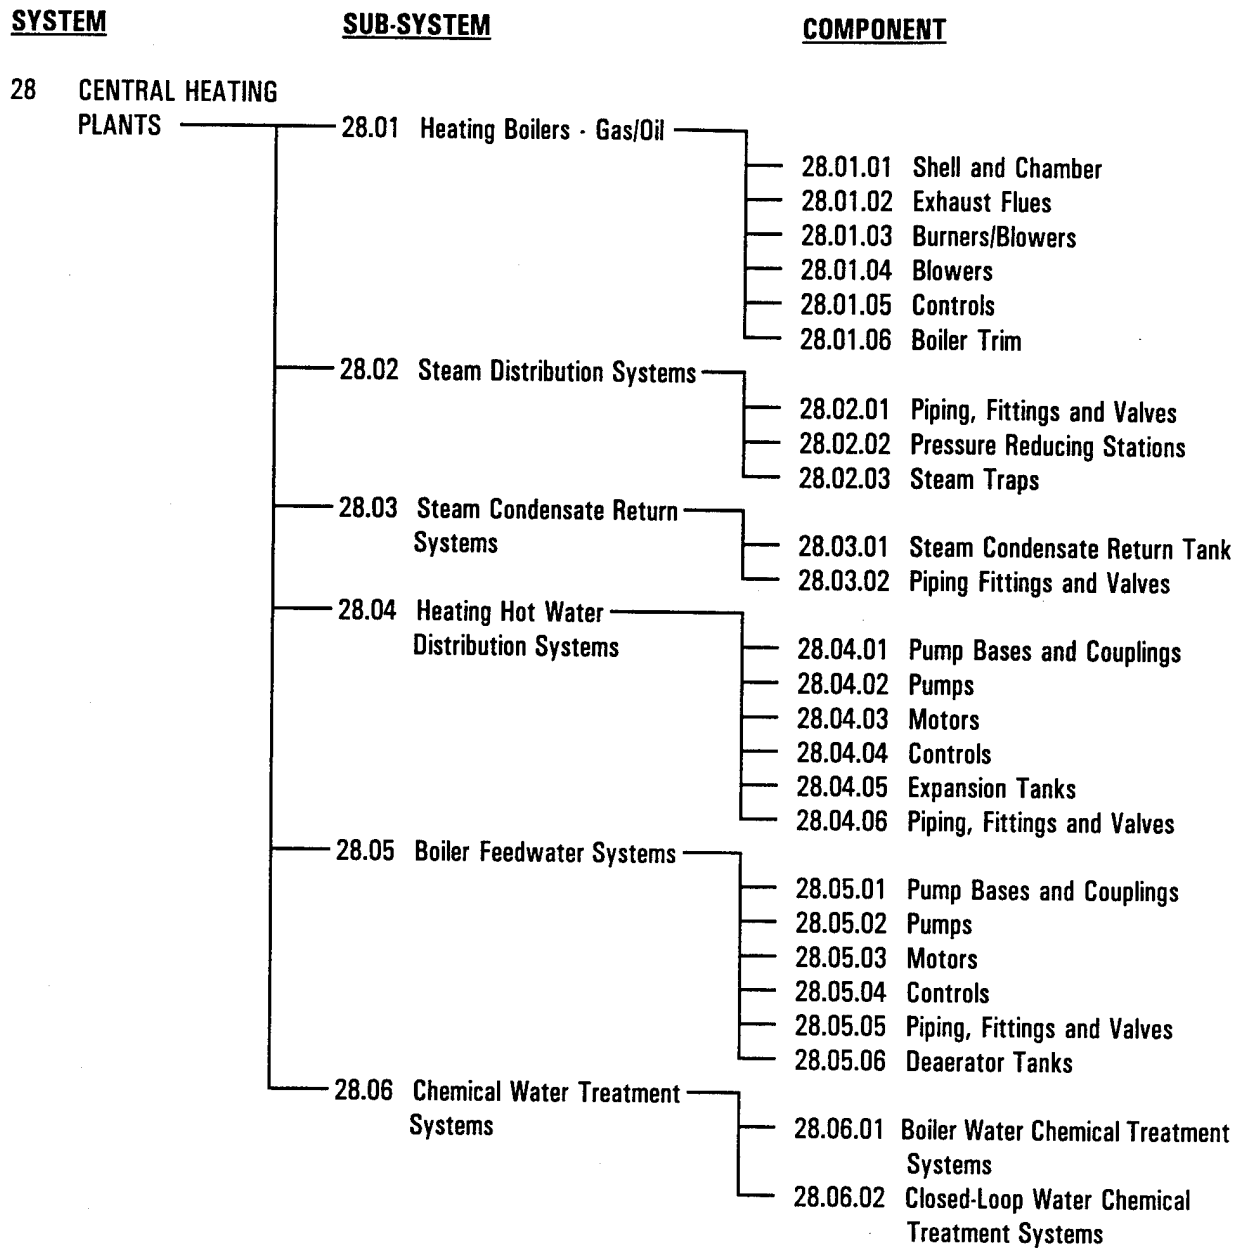 SYSTEM SUB-SYSTEM COMPONENT
28 CENTRAL HEATING
PLANTS 28.01 Heating Boilers - Gas/Oil
28.01.01 Shell and Chamber
28.01.02 Exhaust Flues
28.01.03 Burners/Blowers
28.01.04 Blowers
28.01.05 Controls
28.01.06 Boiler Trim
28.02 Steam Distribution Systems
28.02.01 Piping, Fittings and Valves
28.02.02 Pressure Reducing Stations
28.02.03 Steam Traps
28.03 Steam Condensate Return
Systems
28.03.01 Steam Condensate Return Tank
28.03.02 Piping Fittings and Valves
28.04 Heating Hot Water
Distribution Systems
28.04.01 Pump Bases and Couplings
28.04.02 Pumps
28.04.03 Motors
28.04.04 Controls
28.04.05 Expansion Tanks
28.04.06 Piping, Fittings and Valves
28.05 Boiler Feedwater Systems
28.05.01 Pump Bases and Couplings
28.05.02 Pumps
28.05.03 Motors
28.05.04 Controls
28.05.05 Piping, Fittings and Valves
28.05.06 Deaerator Tanks
28.06 Chemical Water Treatment
Systems
28.06.01 Boiler Water Chemical Treatment
Systems
28.06.02 Closed-Loop Water Chemical
Treatment Systems